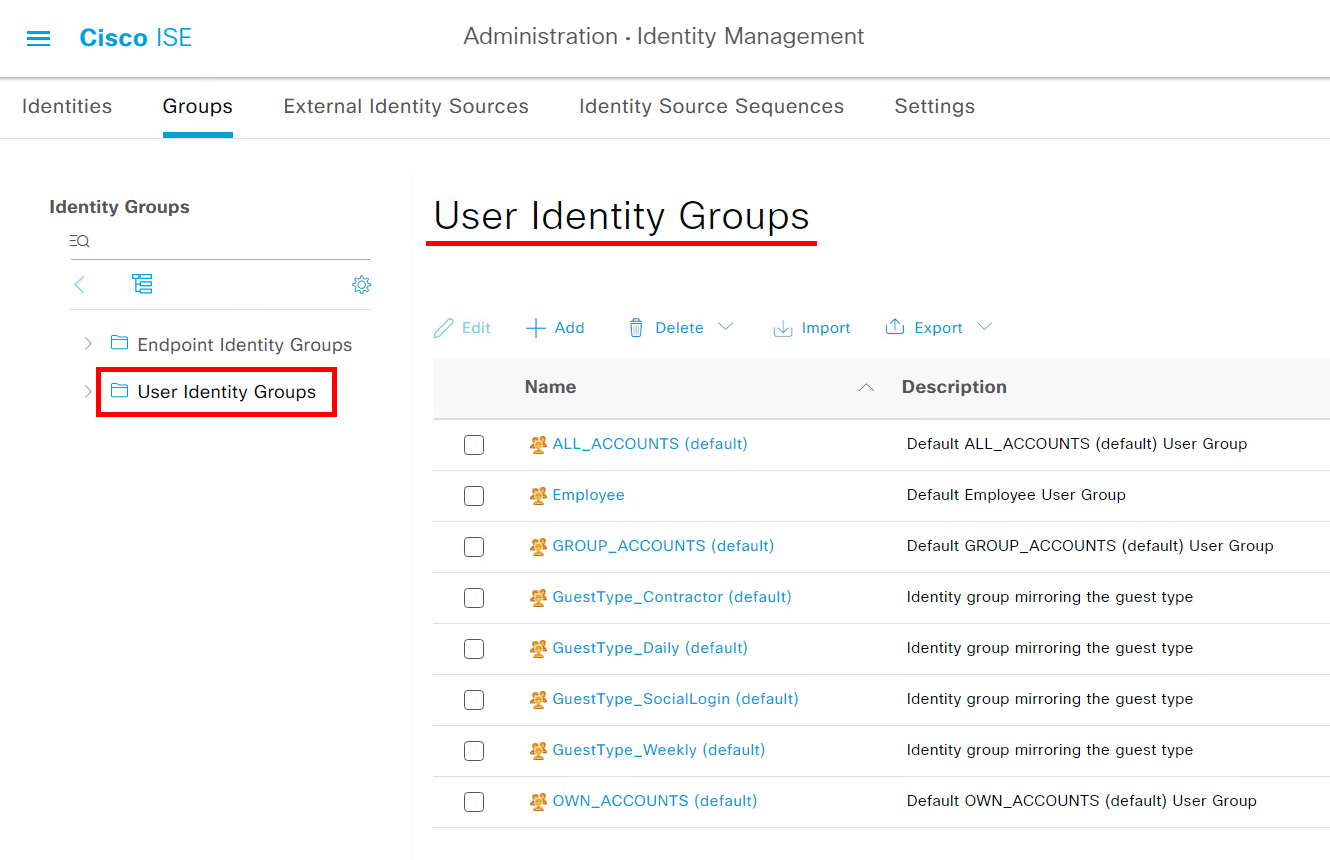 Cisco ISE
Administration · Identity Management
Identities
Groups
External Identity Sources
Identity Source Sequences
Settings
Identity Groups
Endpoint Identity Groups
User Identity Groups
User Identity Groups
Edit
Add
Delete
Import
Export
Name
Description
ALL_ACCOUNTS (default)
Default ALL_ACCOUNTS (default) User Group
Employee
Default Employee User Group
GROUP_ACCOUNTS (default)
Default GROUP_ACCOUNTS (default) User Group
GuestType_Contractor (default)
Identity group mirroring the guest type
GuestType_Daily (default)
Identity group mirroring the guest type
GuestType_SocialLogin (default)
Identity group mirroring the guest type
GuestType_Weekly (default)
Identity group mirroring the guest type
OWN_ACCOUNTS (default)
Default OWN_ACCOUNTS (default) User Group